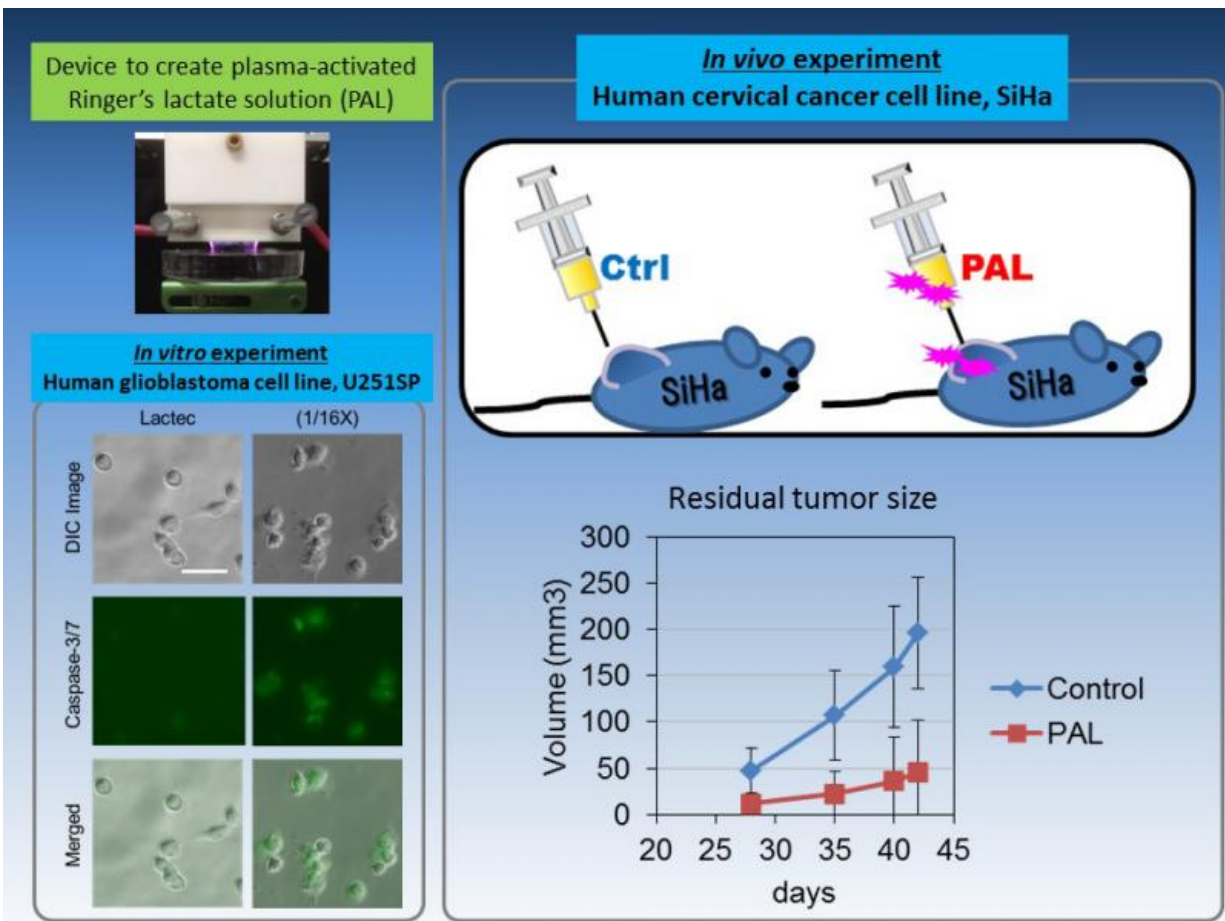 Device to create plasma-activated
Ringer's lactate solution (PAL)
In vitro experiment
Human glioblastoma cell line, U251SP
Lactec
(1/16X)
DIC Image
Caspase-3/7
Merged
In vivo experiment
Human cervical cancer cell line, SiHa
Ctrl
PAL
SiHa
SiHa
Residual tumor size
Volume (mm3)
300
250
200
150
100
50
0
20 25 30 35 40 45
days
Control
PAL